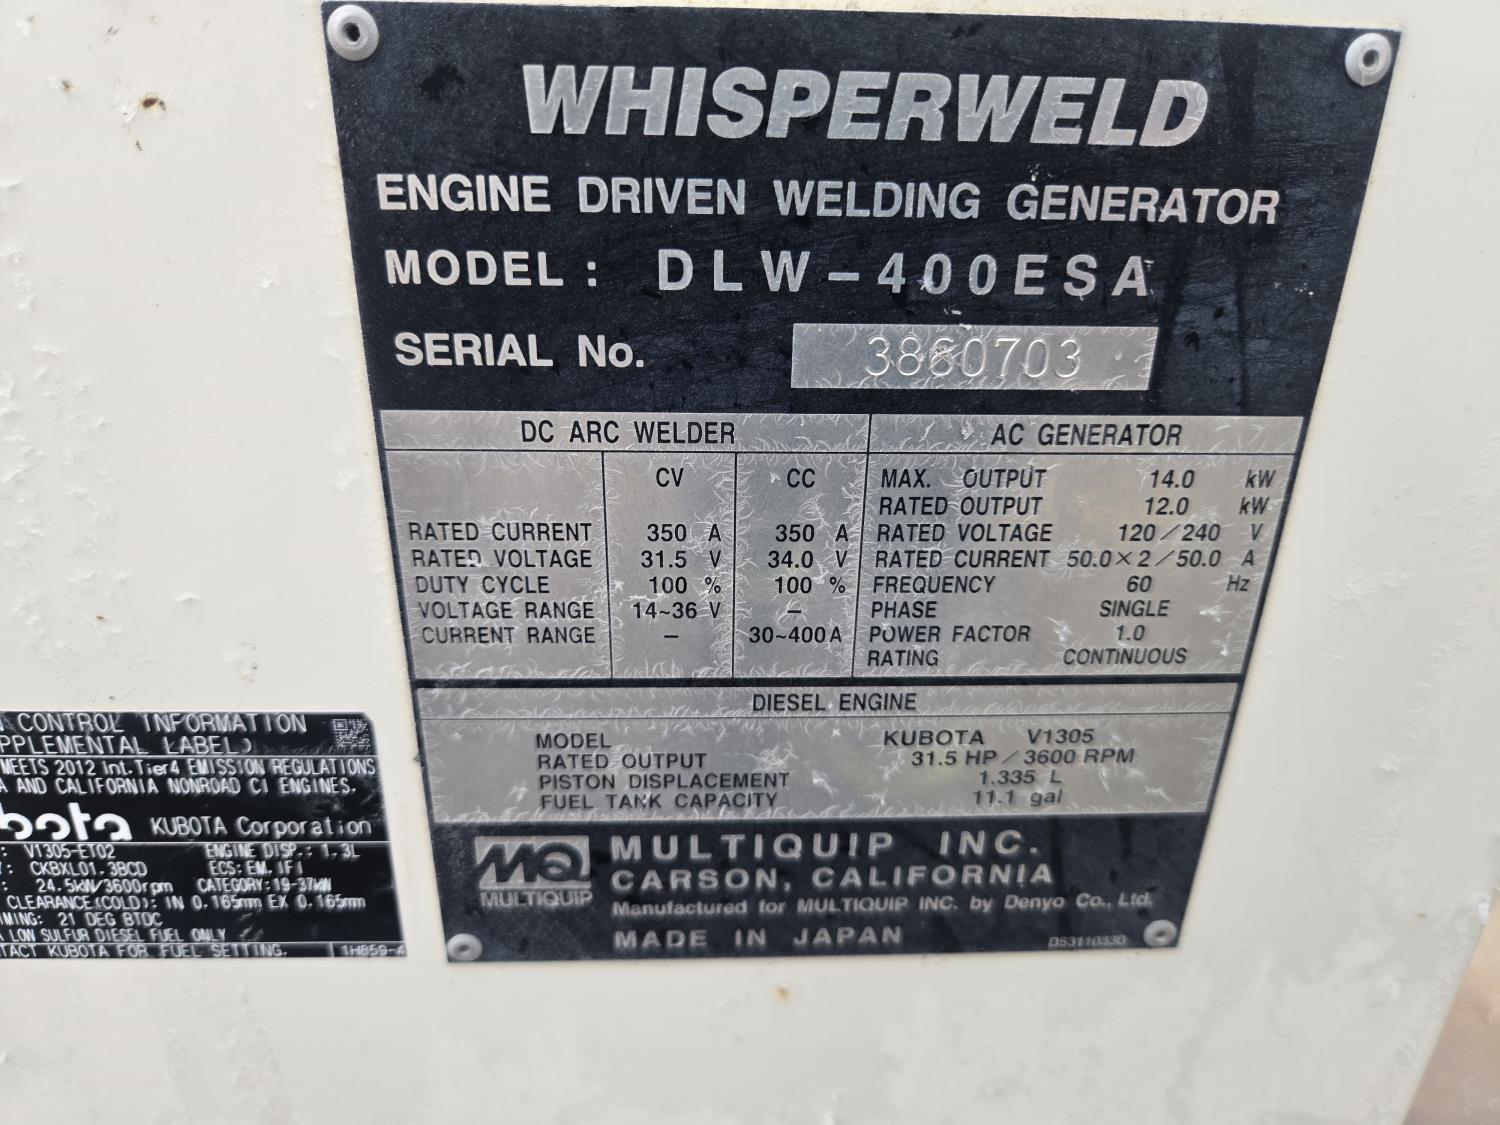 WHISPERWELD
ENGINE DRIVEN WELDING GENERATOR
MODEL : DLW-400ESA
SERIAL No. 3860703
DC ARC WELDER AC GENERATOR
CV CC
RATED CURRENT 350 A 350 A
RATED VOLTAGE 31.5 V 34.0 V
DUTY CYCLE 100 % 100 %
VOLTAGE RANGE 14~36 V –
CURRENT RANGE – 30~400A
MAX. OUTPUT 14.0 kW
RATED OUTPUT 12.0 kW
RATED VOLTAGE 120/240 V
RATED CURRENT 50.0×2/50.0 A
FREQUENCY 60 Hz
PHASE SINGLE
POWER FACTOR 1.0
RATING CONTINUOUS
DIESEL ENGINE
MODEL KUBOTA V1305
RATED OUTPUT 31.5 HP/3600 RPM
PISTON DISPLACEMENT 1.335 L
FUEL TANK CAPACITY 11.1 gal
MQ
MULTIQUIP
MULTIQUIP INC.
CARSON, CALIFORNIA
Manufactured for MULTIQUIP INC. by Denyo Co., Ltd.
MADE IN JAPAN D53110330
CONTROL INFORMATION
PPLEMENTAL LABEL)
MEETS 2012 Int. Tier4 EMISSION REGULATIONS
A AND CALIFORNIA NONROAD CI ENGINES.
bota KUBOTA Corporation
: V1305-ET02 ENGINE DISP.: 1.3L
: CKBXL01.3BCD ECS: EM, IFI
: 24.5kW/3600rpm CATEGORY:19-37kW
CLEARANCE(COLD): IN 0.165mm EX 0.165mm
MING: 21 DEG BTDC
LOW SULFUR DIESEL FUEL ONLY
TACT KUBOTA FOR FUEL SETTING. 1H859-4